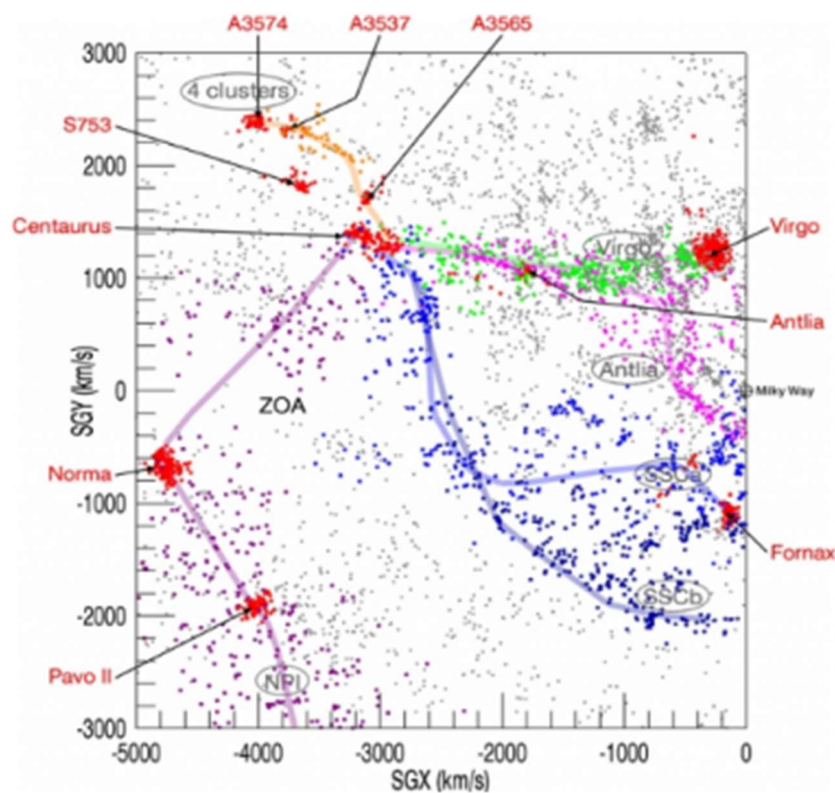 A3574
A3537
A3565
3000
4 clusters
S753
2000
Centaurus
Virgo
Virgo
1000
Antlia
Antlia
SGY (km/s)
0
Milky Way
ZOA
Norma
SSCa
-1000
Fornax
SSCb
-2000
Pavo II
NPI
-3000
-5000
-4000
-3000
-2000
-1000
0
SGX (km/s)